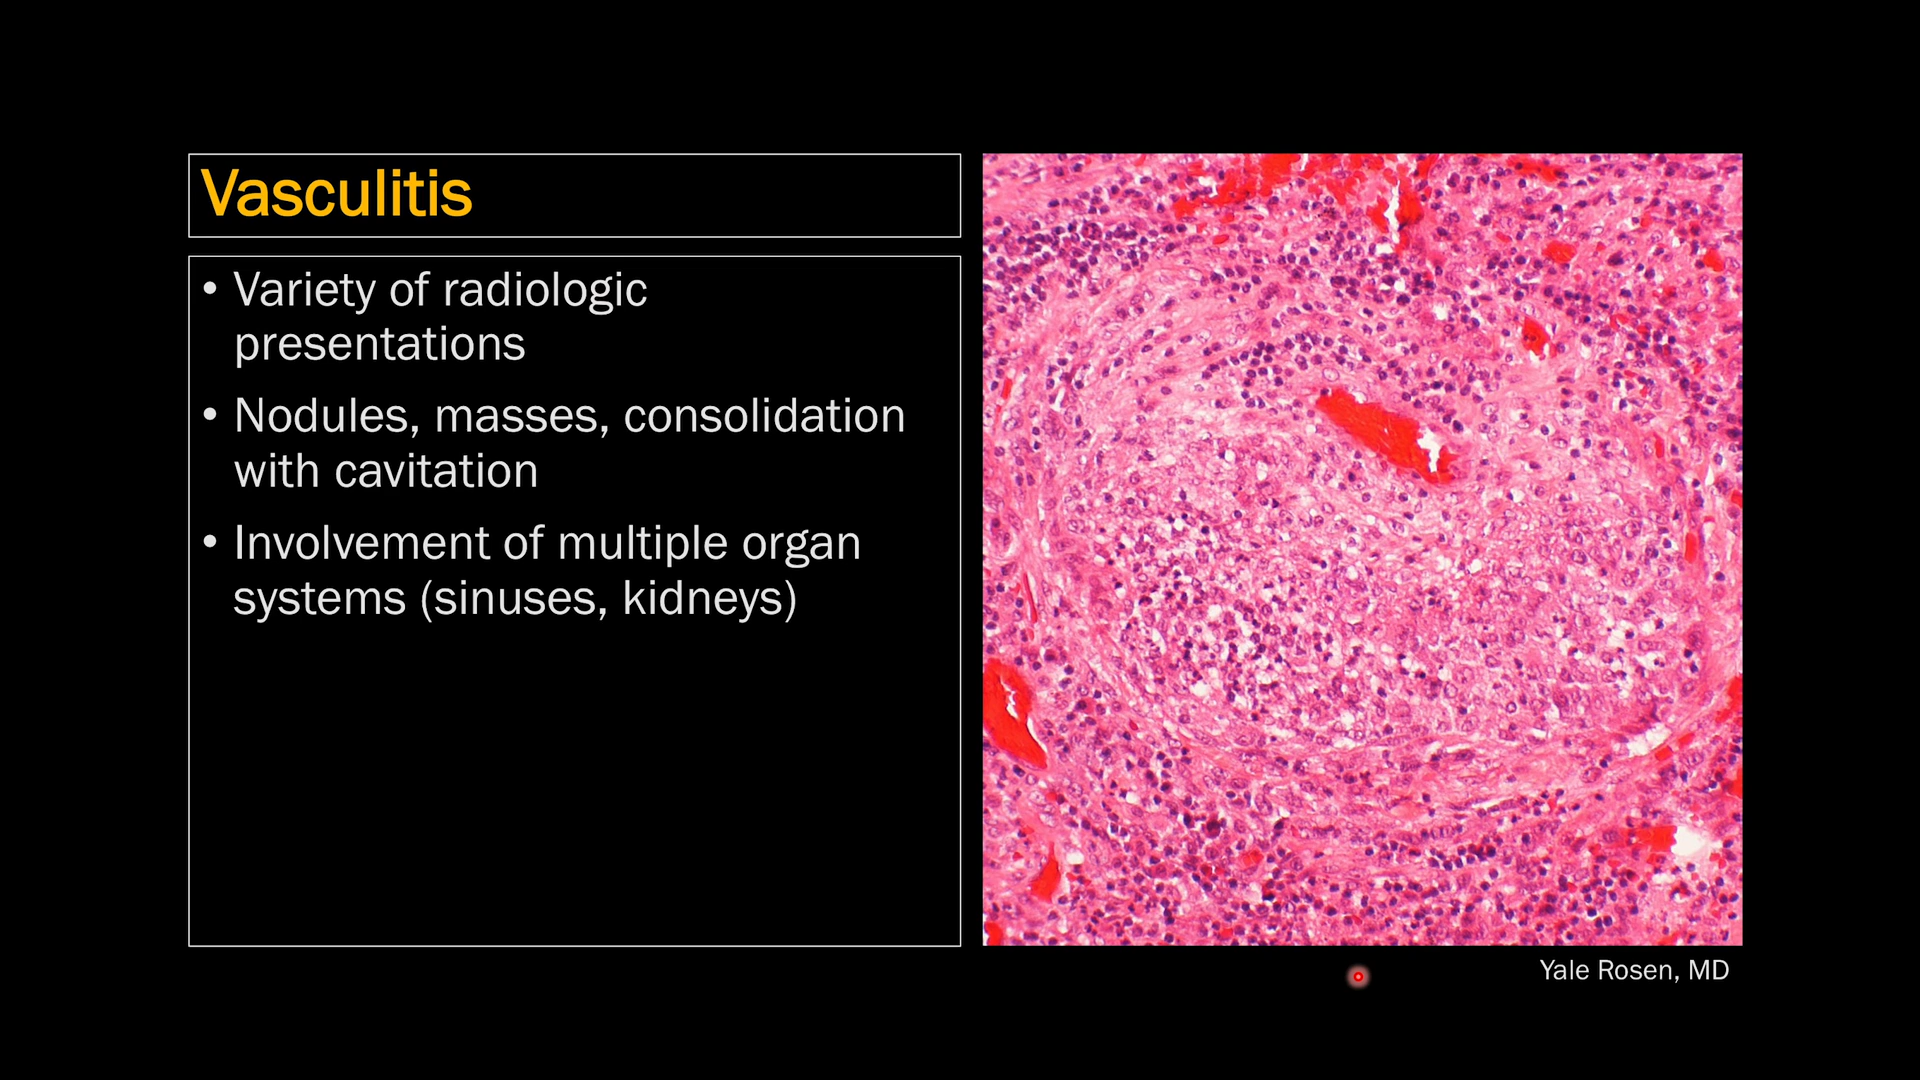 Vasculitis
• Variety of radiologic
presentations
• Nodules, masses, consolidation
with cavitation
• Involvement of multiple organ
systems (sinuses, kidneys)
Yale Rosen, MD